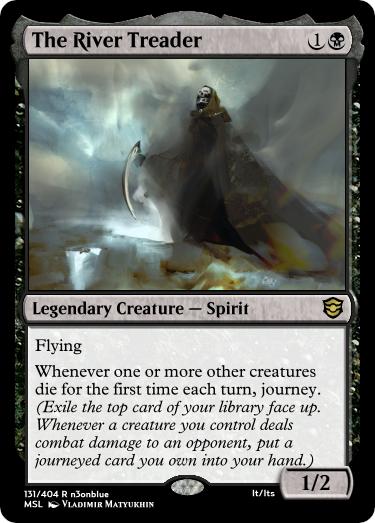 The River Treader 1
Legendary Creature — Spirit
Flying
Whenever one or more other creatures
die for the first time each turn, journey.
(Exile the top card of your library face up.
Whenever a creature you control deals
combat damage to an opponent, put a
journeyed card you own into your hand.)
131/404 R n3onblue It/Its
MSL Vladimir Matyukhin
1/2